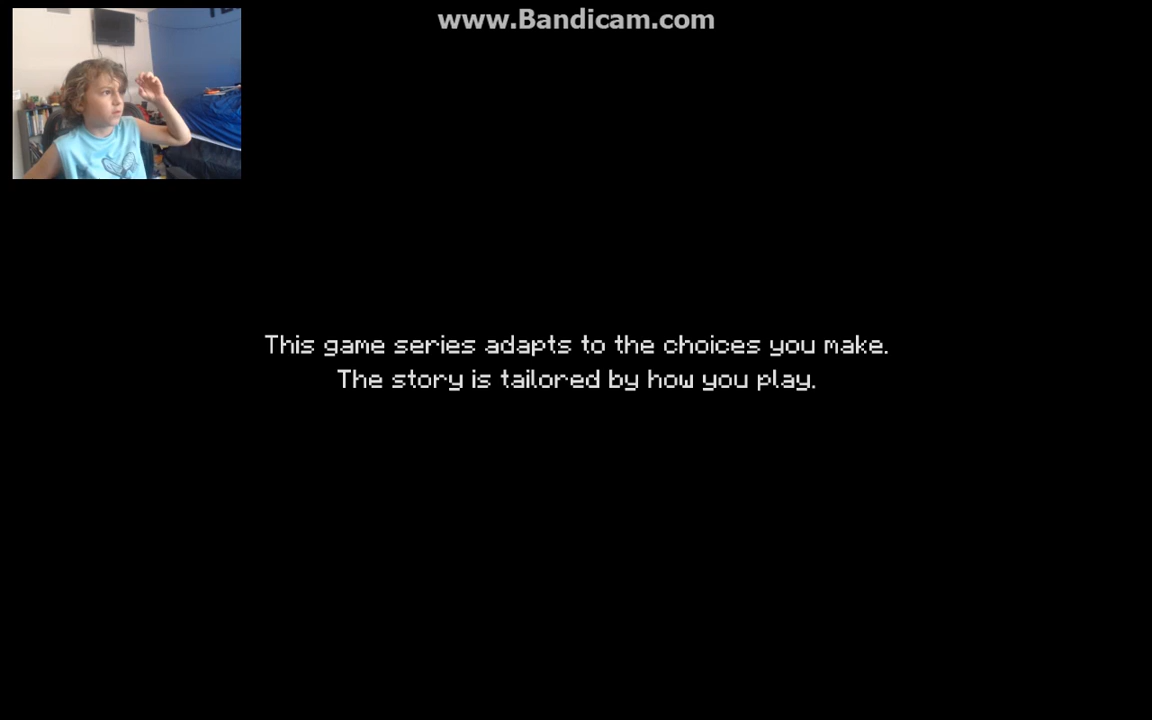 www.Bandicam.com
This game series adapts to the choices you make.
The story is tailored by how you play.